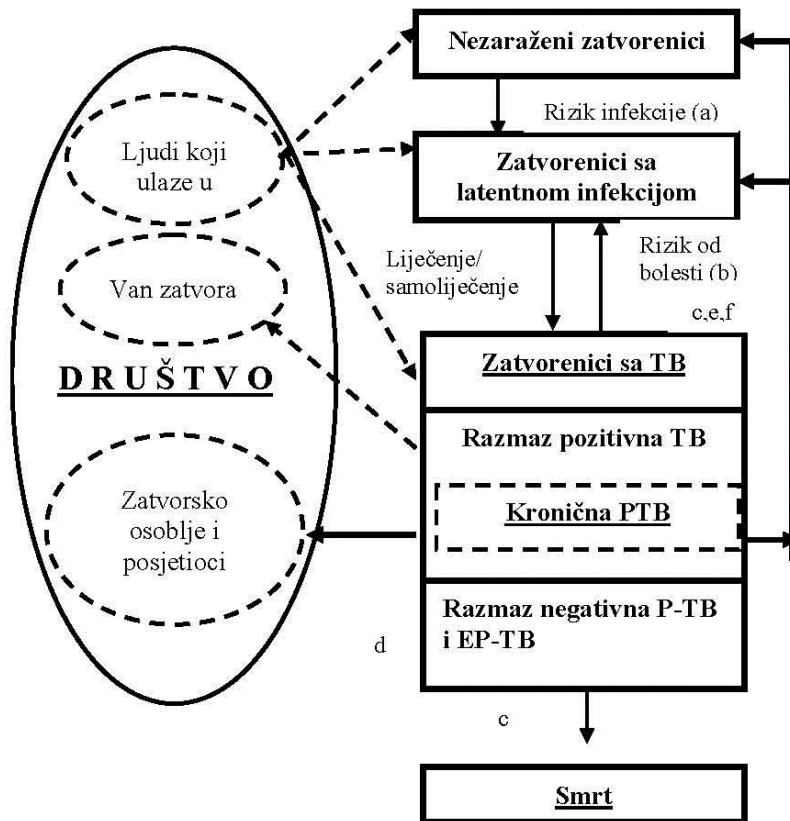 Nezaraženi zatvorenici
Rizik infekcije (a)
Ljudi koji
ulaze u
Zatvorenici sa
latentnom infekcijom
Van zatvora
Liječenje/
samoliječenje
Rizik od
bolesti (b)
c,e,f
DRUŠTVO
Zatvorenici sa TB
Razmaz pozitivna TB
Kronična PTB
Zatvorsko
osoblje i
posjetioci
Razmaz negativna P-TB
i EP-TB
d
c
Smrt